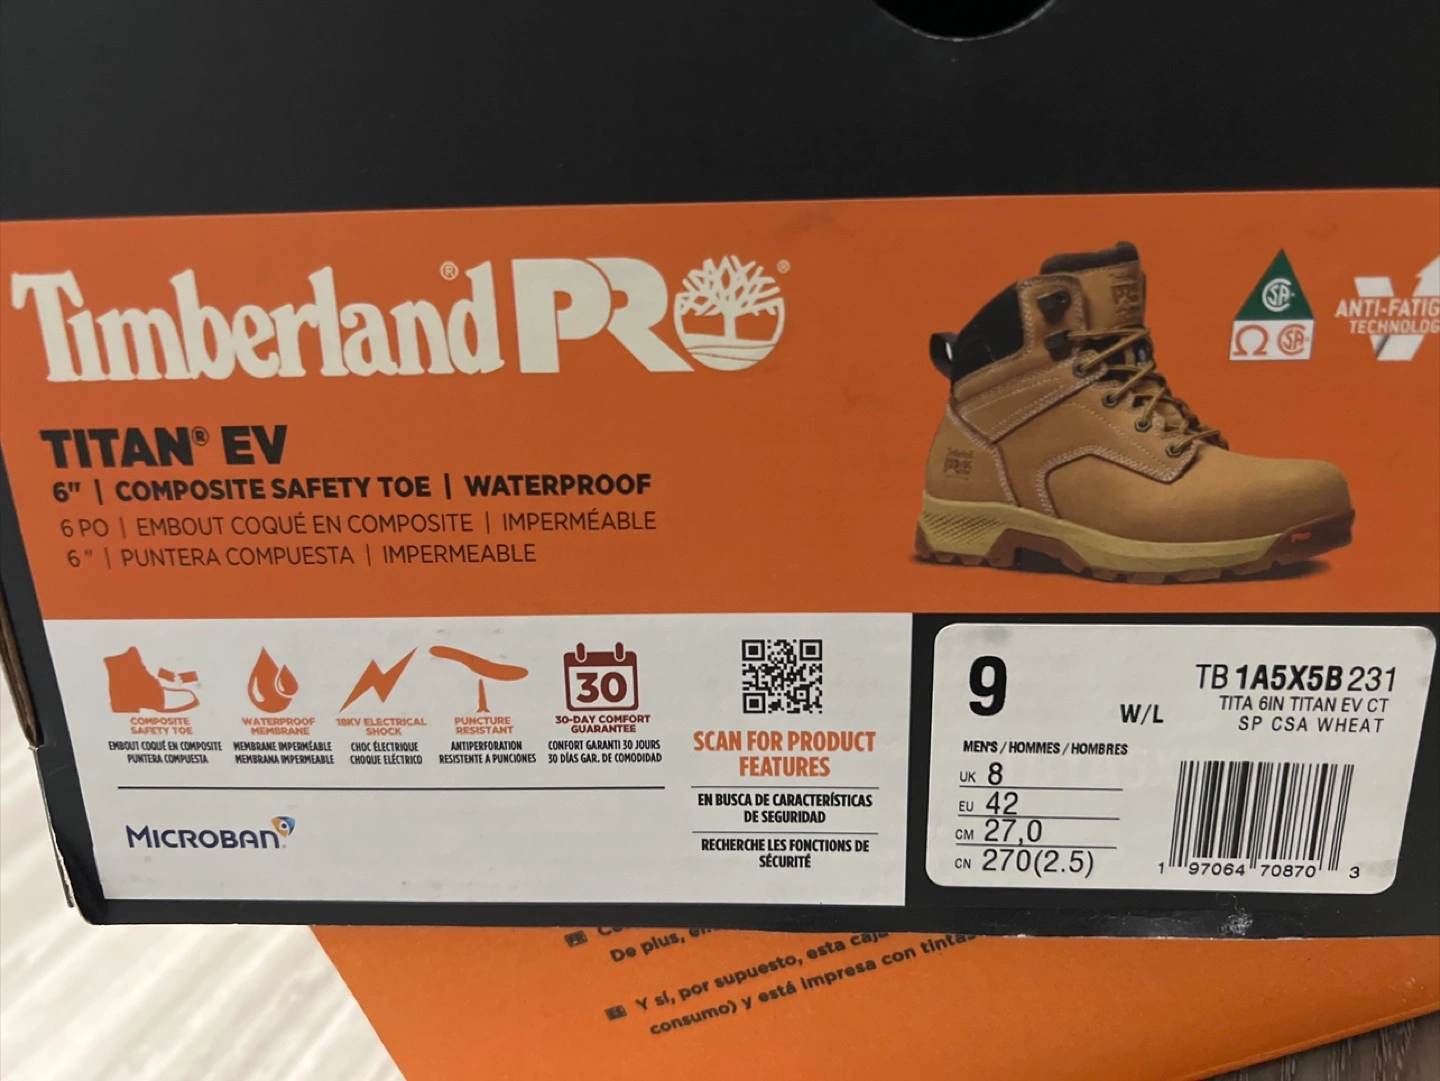 Timberland® PRO®
TITAN® EV
6" | COMPOSITE SAFETY TOE | WATERPROOF
6 PO | EMBOUT COQUÉ EN COMPOSITE | IMPERMÉABLE
6" | PUNTERA COMPUESTA | IMPERMEABLE
CSA
Ω CSA
ANTI-FATIG
TECHNOLOG
Timberland
PRO
PRO
COMPOSITE
SAFETY TOE
EMBOUT COQUÉ EN COMPOSITE
PUNTERA COMPUESTA
WATERPROOF
MEMBRANE
MEMBRANE IMPERMÉABLE
MEMBRANA IMPERMEABLE
18KV ELECTRICAL
SHOCK
CHOC ÉLECTRIQUE
CHOQUE ELÉCTRICO
PUNCTURE
RESISTANT
ANTIPERFORATION
RESISTENTE A PUNCIONES
30
30-DAY COMFORT
GUARANTEE
CONFORT GARANTI 30 JOURS
30 DÍAS GAR. DE COMODIDAD
MICROBAN®
SCAN FOR PRODUCT
FEATURES
EN BUSCA DE CARACTERÍSTICAS
DE SEGURIDAD
RECHERCHE LES FONCTIONS DE
SÉCURITÉ
9
W/L
TB 1A5X5B 231
TITA 6IN TITAN EV CT
SP CSA WHEAT
MEN'S / HOMMES / HOMBRES
UK 8
EU 42
CM 27,0
CN 270(2.5)
1 97064 70870 3
De plus,
Y sí, por supuesto, esta caja
consumo) y está impresa con tintas